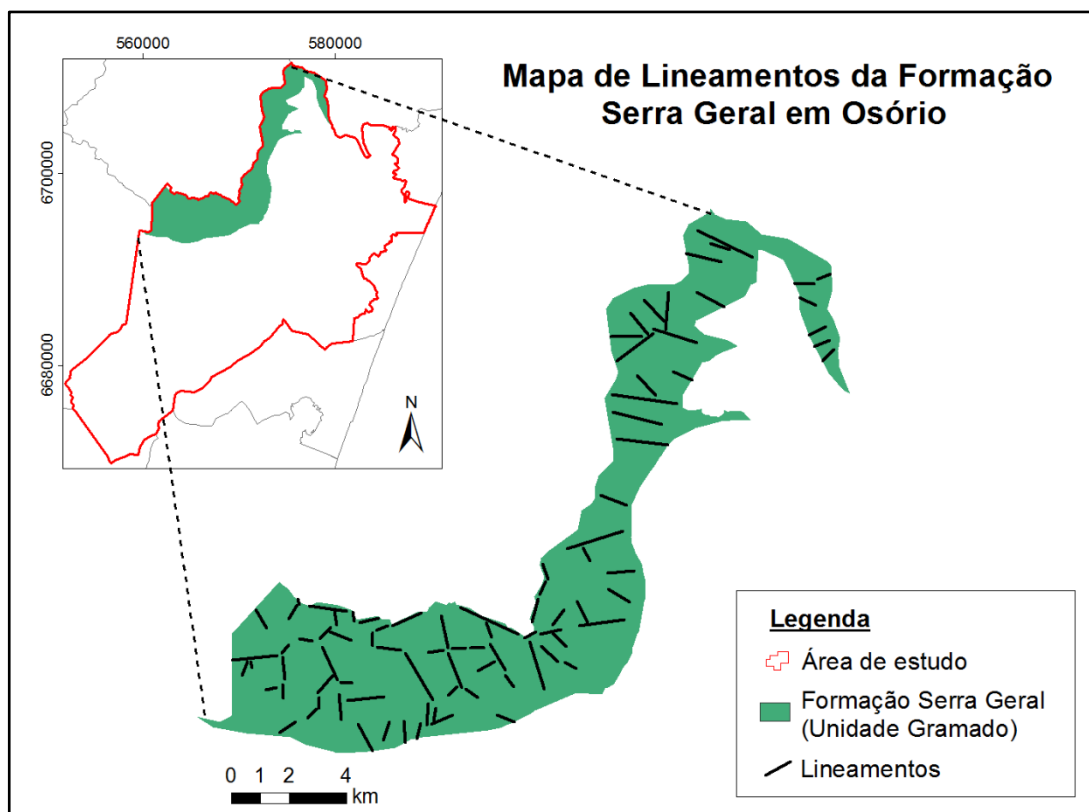 560000
580000
6700000
6680000
N
Mapa de Lineamentos da Formação
Serra Geral em Osório
Legenda
Área de estudo
Formação Serra Geral
(Unidade Gramado)
Lineamentos
0 1 2 4
km